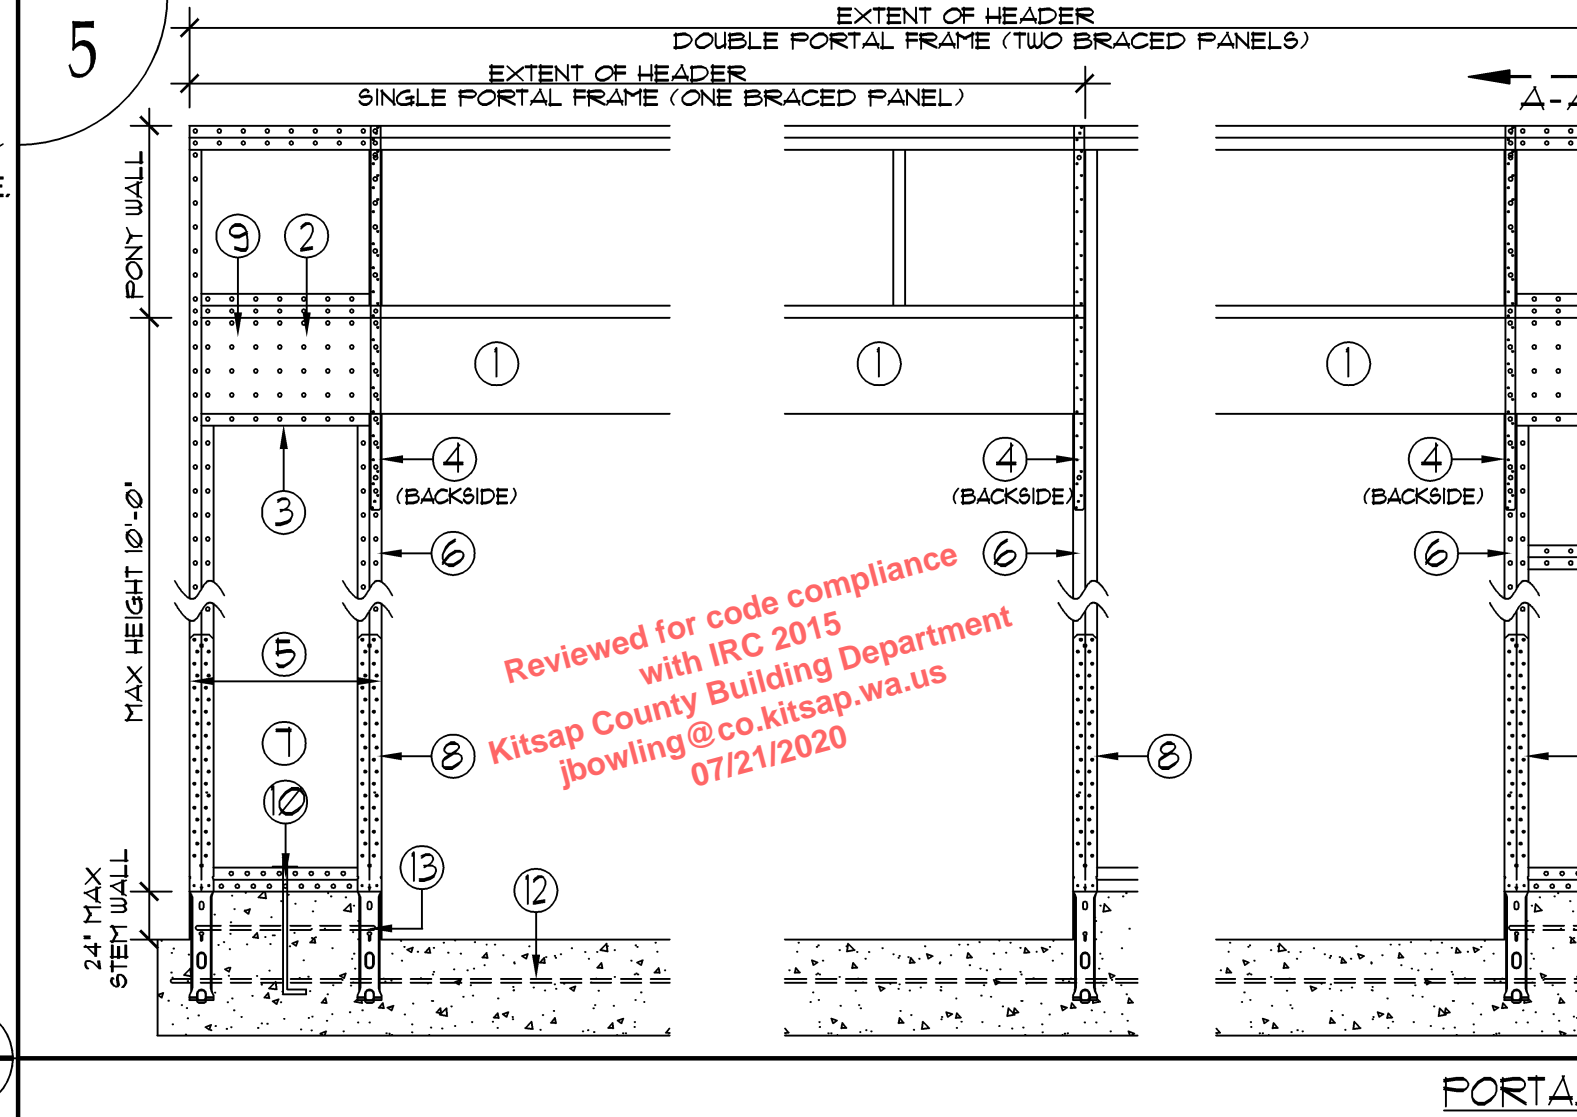 5
EXTENT OF HEADER
DOUBLE PORTAL FRAME (TWO BRACED PANELS)
EXTENT OF HEADER
SINGLE PORTAL FRAME (ONE BRACED PANEL)
PONY WALL
9
2
1
1
1
4
(BACKSIDE)
4
(BACKSIDE)
4
(BACKSIDE)
3
6
6
6
MAX HEIGHT 10'-0"
Reviewed for code compliance
with IRC 2015
Kitsap County Building Department
jbowling@co.kitsap.wa.us
07/21/2020
5
7
8
8
10
13
12
24" MAX
STEM WALL